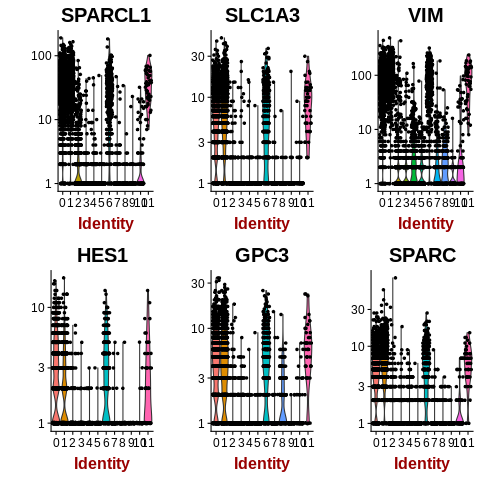 SPARCL1 SLC1A3 VIM
100 30 100
10 10 10
3
1 1 1
0 1 2 3 4 5 6 7 8 9 10 11 0 1 2 3 4 5 6 7 8 9 10 11 0 1 2 3 4 5 6 7 8 9 10 11
Identity Identity Identity
HES1 GPC3 SPARC
10 30 30
3 10 10
1 3 3
1 1
0 1 2 3 4 5 6 7 8 9 10 11 0 1 2 3 4 5 6 7 8 9 10 11 0 1 2 3 4 5 6 7 8 9 10 11
Identity Identity Identity